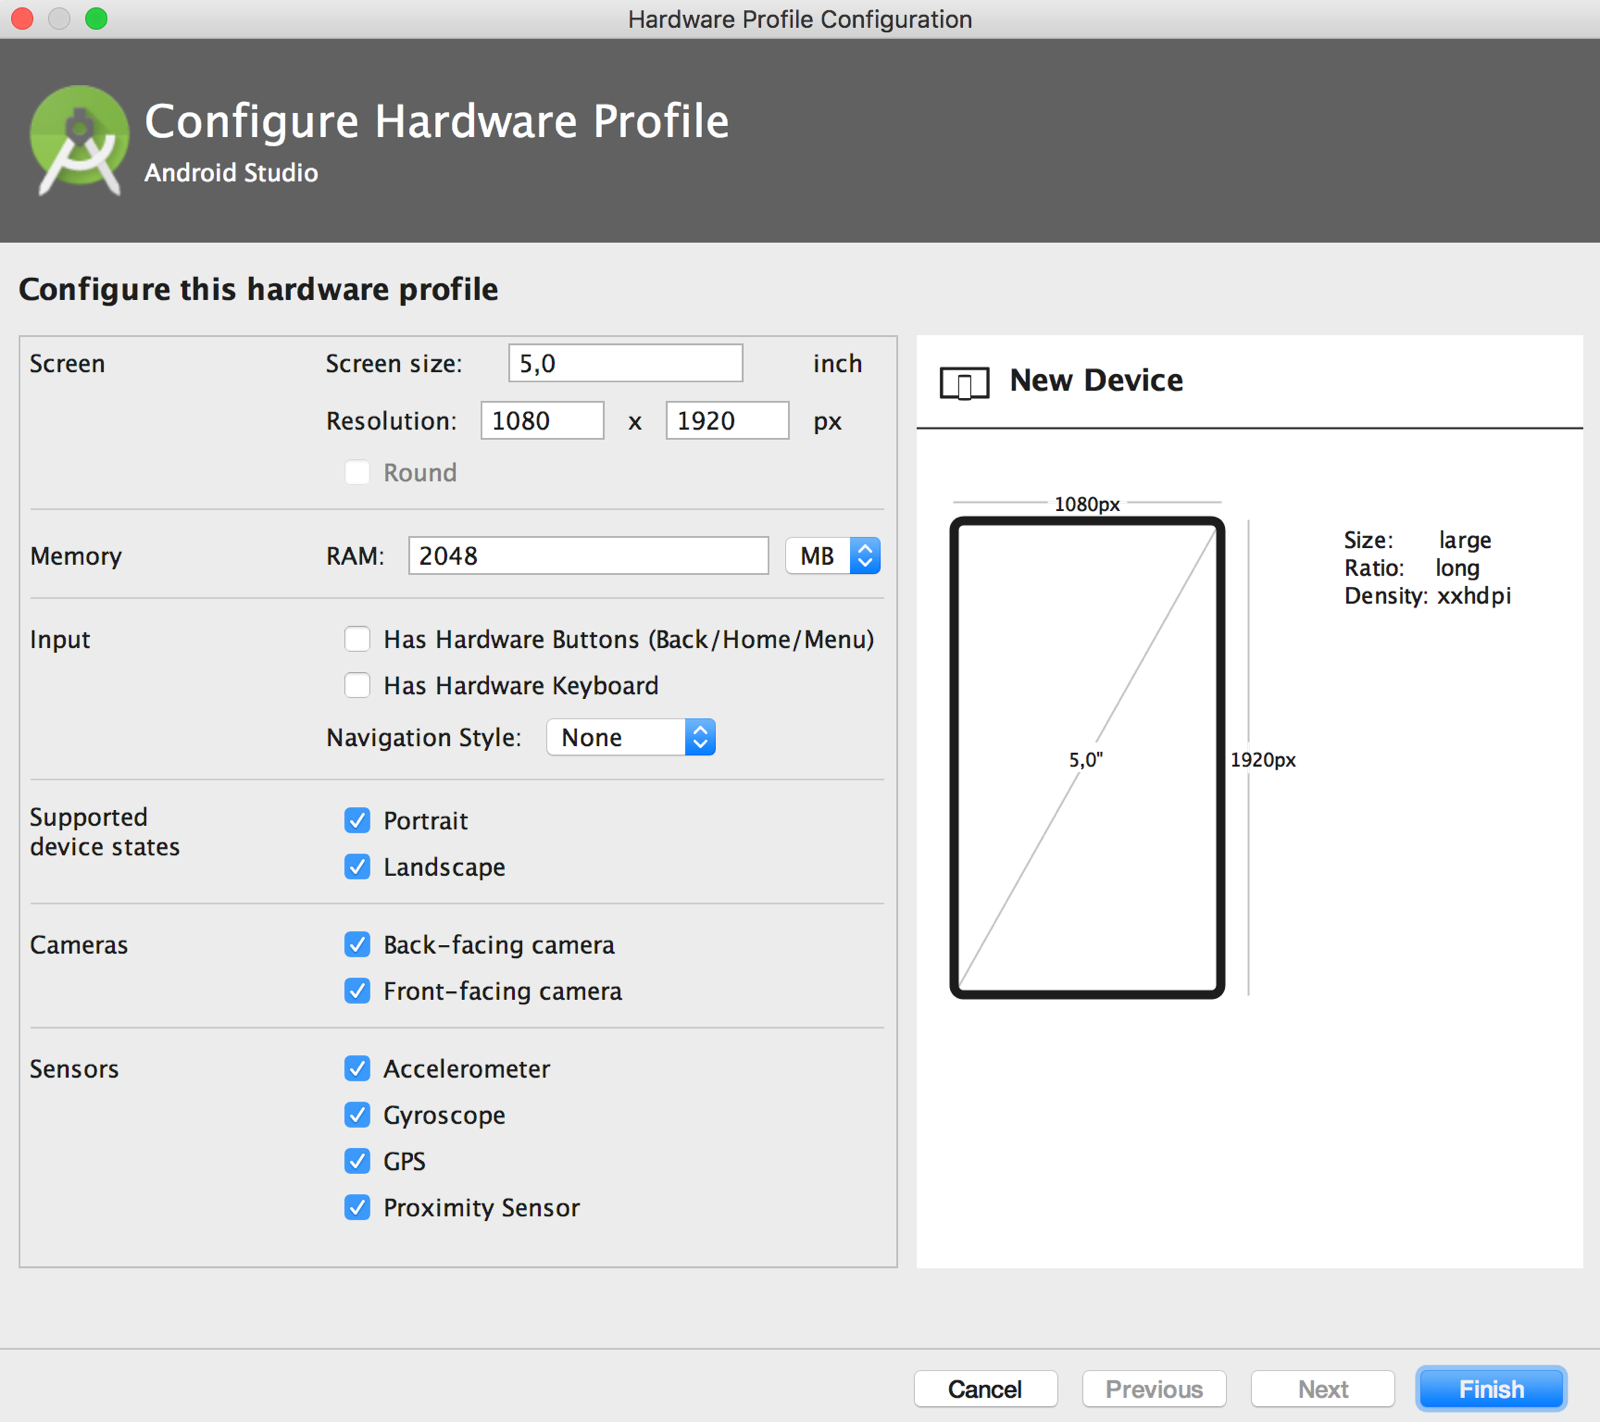 Hardware Profile Configuration
Configure Hardware Profile
Android Studio
Configure this hardware profile
Screen
Screen size: 5,0 inch
Resolution: 1080 x 1920 px
Round
Memory
RAM: 2048 MB
Input
Has Hardware Buttons (Back/Home/Menu)
Has Hardware Keyboard
Navigation Style: None
Supported
device states
Portrait
Landscape
Cameras
Back-facing camera
Front-facing camera
Sensors
Accelerometer
Gyroscope
GPS
Proximity Sensor
New Device
1080px
5,0"
1920px
Size: large
Ratio: long
Density: xxhdpi
Cancel
Previous
Next
Finish